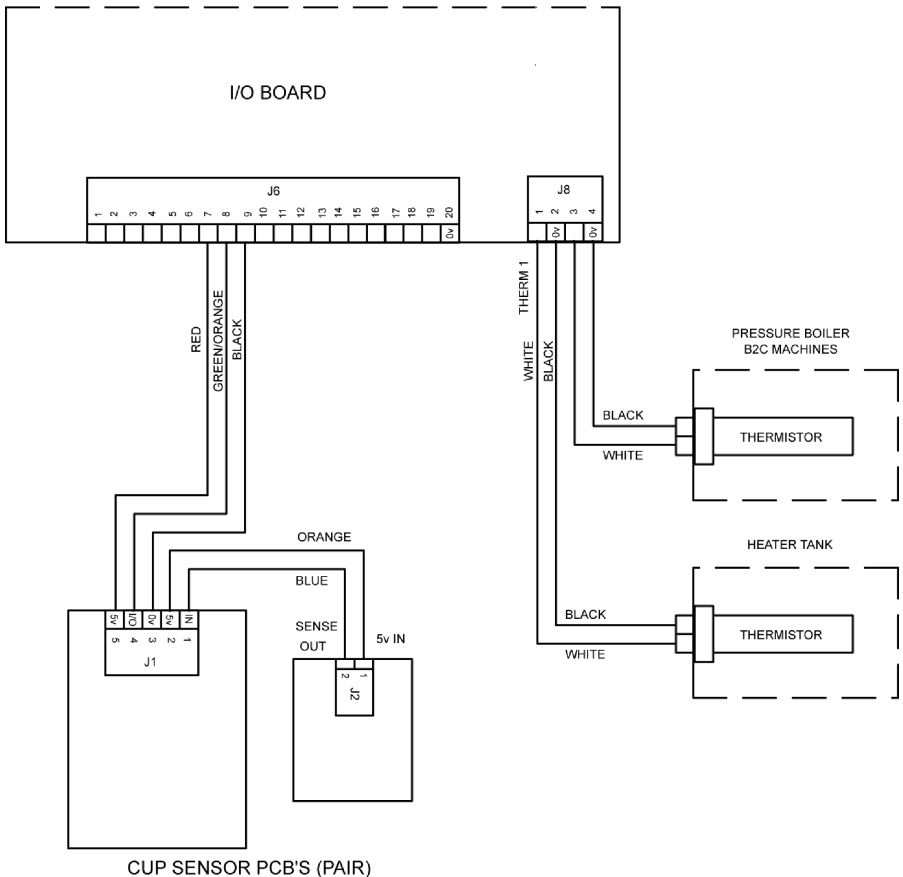 I/O BOARD
J6
1 2 3 4 5 6 7 8 9 10 11 12 13 14 15 16 17 18 19 20
0v
J8
1 2 3 4
0v 0v
RED
GREEN/ORANGE
BLACK
THERM 1
WHITE
BLACK
PRESSURE BOILER
B2C MACHINES
BLACK
THERMISTOR
WHITE
HEATER TANK
BLACK
THERMISTOR
WHITE
ORANGE
BLUE
SENSE
OUT
5v IN
5v I/O 0v 5v IN
5 4 3 2 1
J1
2 1
J2
CUP SENSOR PCB'S (PAIR)